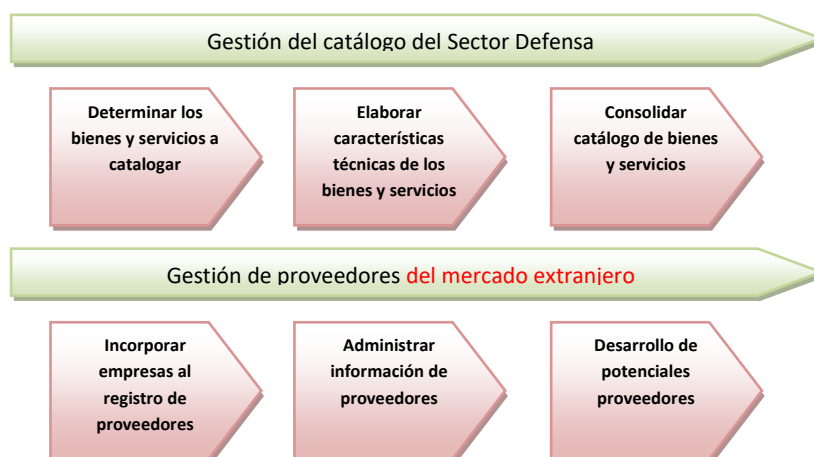 Gestión del catálogo del Sector Defensa
Determinar los
bienes y servicios a
catalogar
Elaborar
características
técnicas de los
bienes y servicios
Consolidar
catálogo de bienes
y servicios
Gestión de proveedores del mercado extranjero
Incorporar
empresas al
registro de
proveedores
Administrar
información de
proveedores
Desarrollo de
potenciales
proveedores